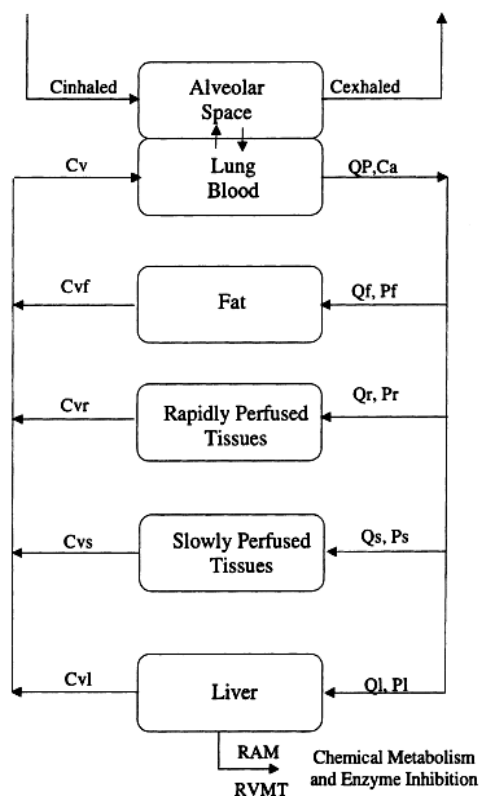 Cinhaled
Alveolar
Space
Cexhaled
Cv
Lung
Blood
QP,Ca
Cvf
Fat
Qf, Pf
Cvr
Rapidly Perfused
Tissues
Qr, Pr
Cvs
Slowly Perfused
Tissues
Qs, Ps
Cvl
Liver
Ql, Pl
RAM
RVMT
Chemical Metabolism
and Enzyme Inhibition